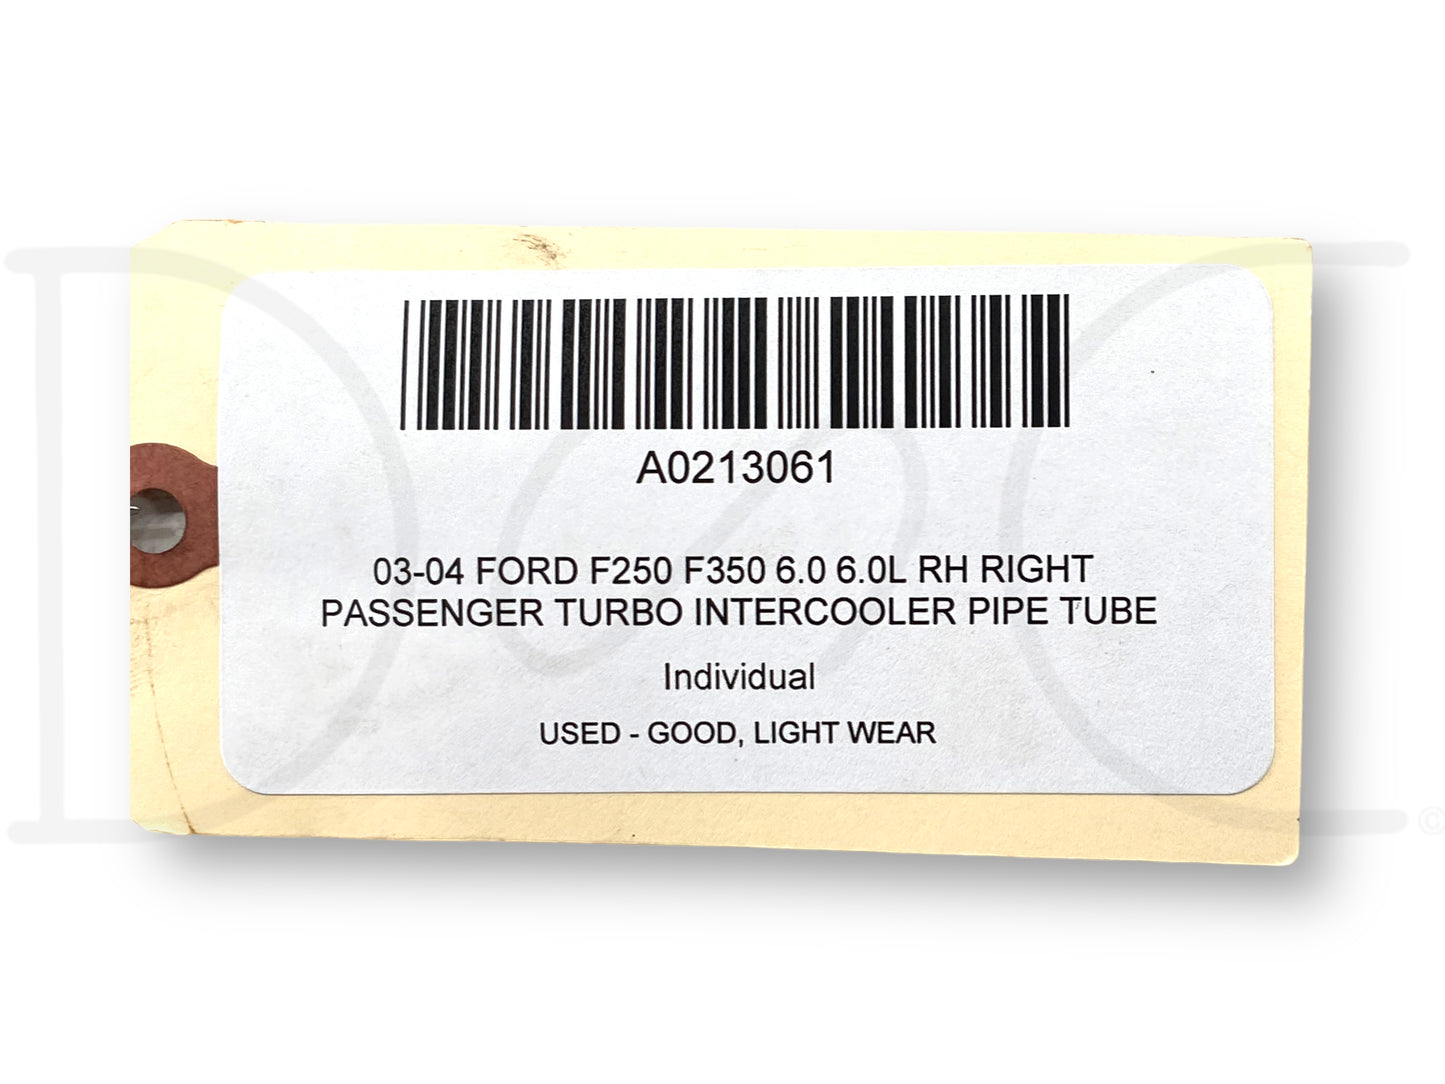 A0213061
03-04 FORD F250 F350 6.0 6.0L RH RIGHT
PASSENGER TURBO INTERCOOLER PIPE TUBE
Individual
USED - GOOD, LIGHT WEAR
©